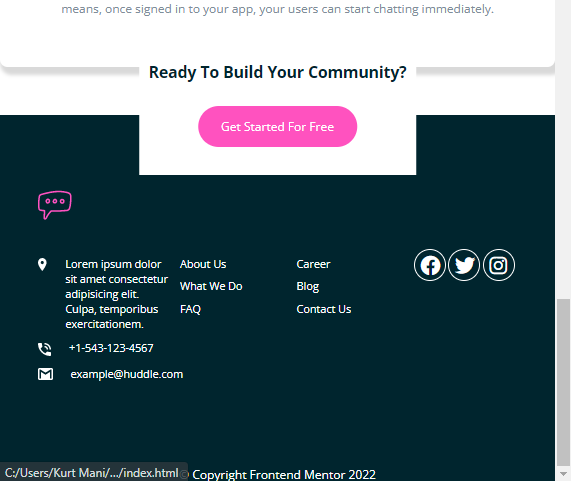 means, once signed in to your app, your users can start chatting immediately.
Ready To Build Your Community?
Get Started For Free
Lorem ipsum dolor
sit amet consectetur
adipisicing elit.
Culpa, temporibus
exercitationem.
+1-543-123-4567
example@huddle.com
About Us
What We Do
FAQ
Career
Blog
Contact Us
© Copyright Frontend Mentor 2022
C:/Users/Kurt Mani/.../index.html